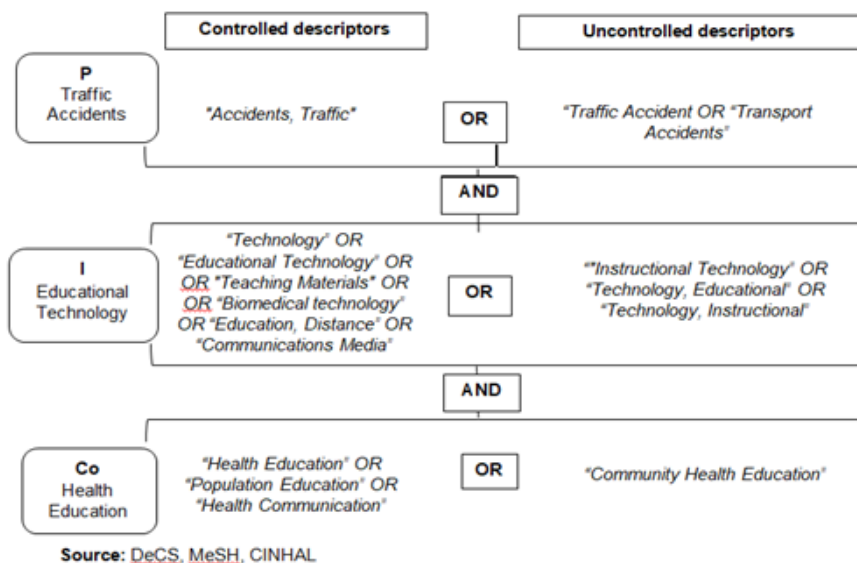 Controlled descriptors
Uncontrolled descriptors
P
Traffic
Accidents
"Accidents, Traffic"
OR
"Traffic Accident OR "Transport
Accidents"
AND
I
Educational
Technology
"Technology" OR
"Educational Technology" OR
OR "Teaching Materials" OR
OR "Biomedical technology"
OR "Education, Distance" OR
"Communications Media"
OR
""Instructional Technology" OR
"Technology, Educational" OR
"Technology, Instructional"
AND
Co
Health
Education
"Health Education" OR
"Population Education" OR
"Health Communication"
OR
"Community Health Education"
Source: DeCS, MeSH, CINHAL